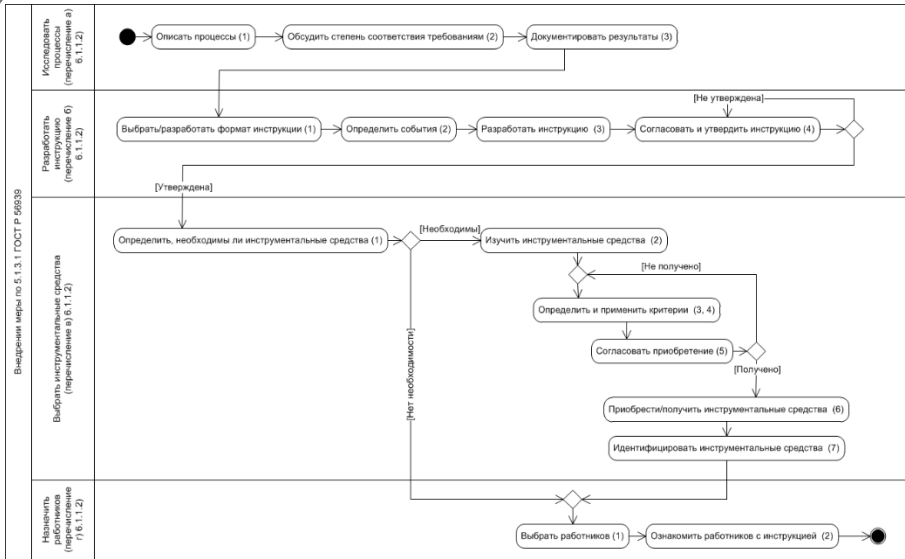 Внедрении меры по 5.1.3.1 ГОСТ Р 56939
Исследовать
процессы
(перечисление а)
6.1.1.2)
Описать процессы (1)
Обсудить степень соответствия требованиям (2)
Документировать результаты (3)
Разработать
инструкцию
(перечисление б)
6.1.1.2)
[Не утверждена]
Выбрать/разработать формат инструкции (1)
Определить события (2)
Разработать инструкцию (3)
Согласовать и утвердить инструкцию (4)
[Утверждена]
Выбрать инструментальные средства
(перечисление в) 6.1.1.2)
Определить, необходимы ли инструментальные средства (1)
[Необходимы]
Изучить инструментальные средства (2)
[Не получено]
Определить и применить критерии (3, 4)
Согласовать приобретение (5)
[Получено]
[Нет необходимости]
Приобрести/получить инструментальные средства (6)
Идентифицировать инструментальные средства (7)
Назначить
работников
(перечисление
г) 6.1.1.2)
Выбрать работников (1)
Ознакомить работников с инструкцией (2)